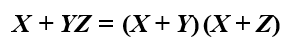 X + YZ = (X + Y)(X + Z)